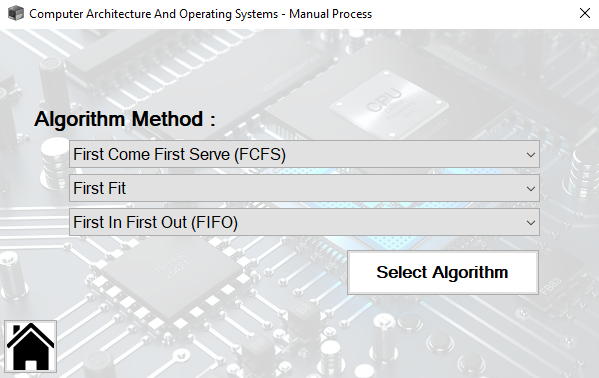 Computer Architecture And Operating Systems - Manual Process
CPU
Algorithm Method :
First Come First Serve (FCFS)
First Fit
First In First Out (FIFO)
Select Algorithm